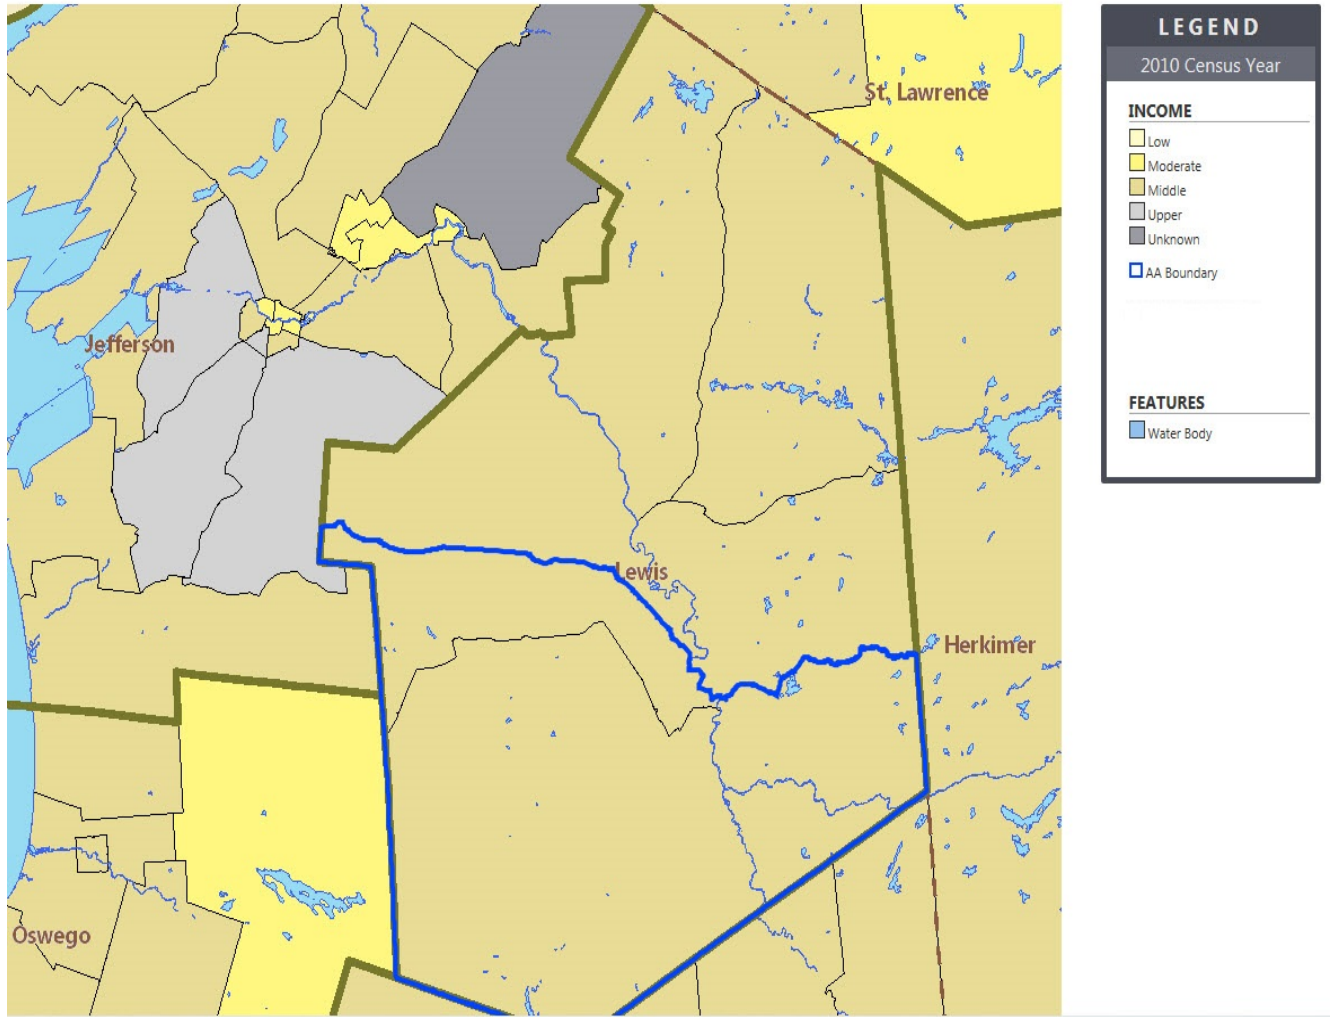 LEGEND
2010 Census Year
St. Lawrence
INCOME
Low
Moderate
Middle
Upper
Unknown
AA Boundary
Jefferson
FEATURES
Water Body
Lewis
Herkimer
Oswego